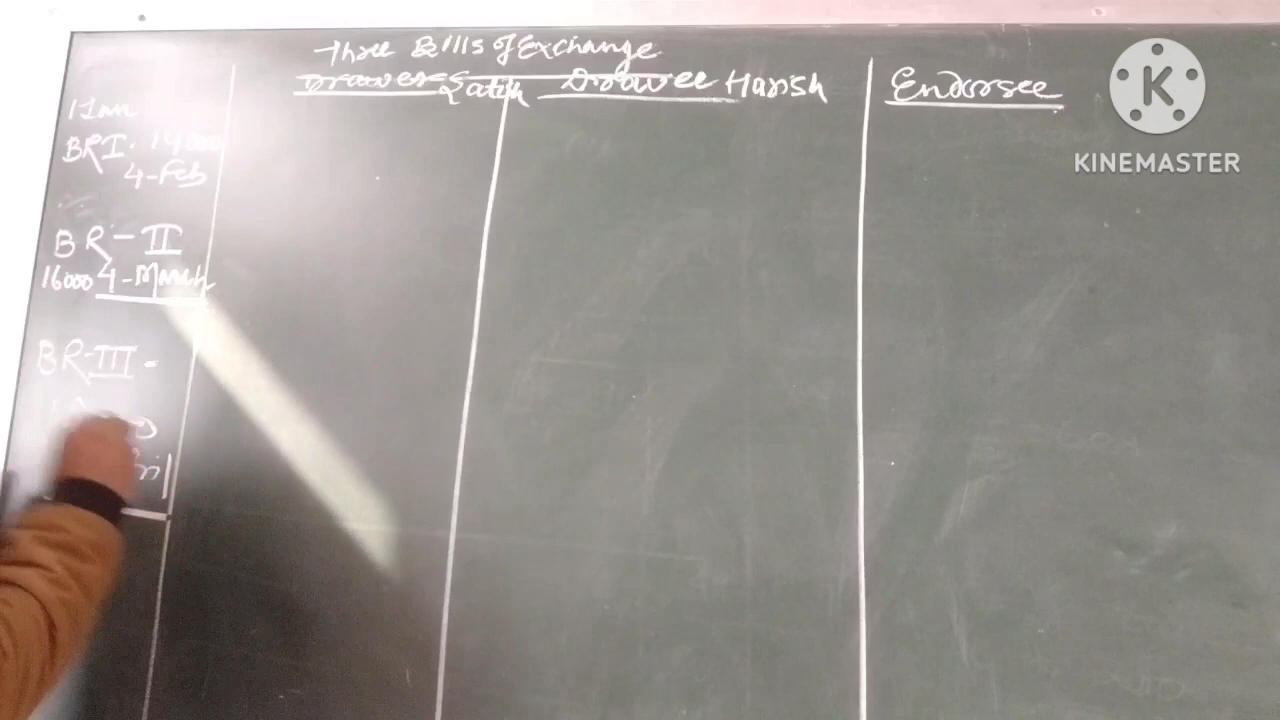 Three Bills of Exchange
Drawer Satish Drawee Harish
Endorsee
1 Jan
BR I - 14000
4-Feb
BR - II
16000 4-March
BR-III -
K
KINEMASTER